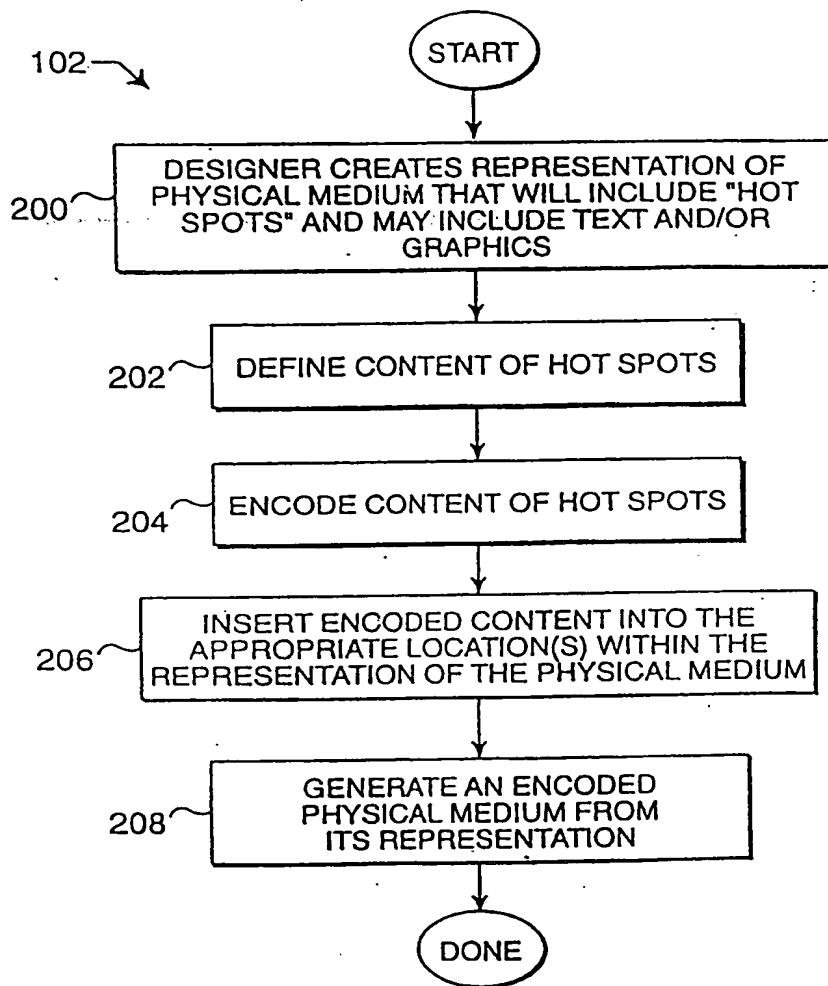 102
START
200
DESIGNER CREATES REPRESENTATION OF
PHYSICAL MEDIUM THAT WILL INCLUDE "HOT
SPOTS" AND MAY INCLUDE TEXT AND/OR
GRAPHICS
202
DEFINE CONTENT OF HOT SPOTS
204
ENCODE CONTENT OF HOT SPOTS
206
INSERT ENCODED CONTENT INTO THE
APPROPRIATE LOCATION(S) WITHIN THE
REPRESENTATION OF THE PHYSICAL MEDIUM
208
GENERATE AN ENCODED
PHYSICAL MEDIUM FROM
ITS REPRESENTATION
DONE